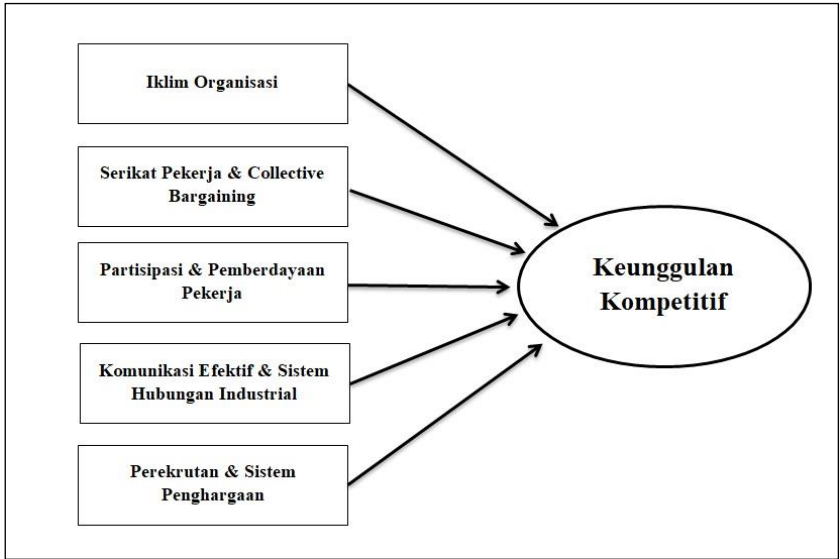 Iklim Organisasi
Serikat Pekerja & Collective
Bargaining
Partisipasi & Pemberdayaan
Pekerja
Komunikasi Efektif & Sistem
Hubungan Industrial
Perekrutan & Sistem
Penghargaan
Keunggulan
Kompetitif